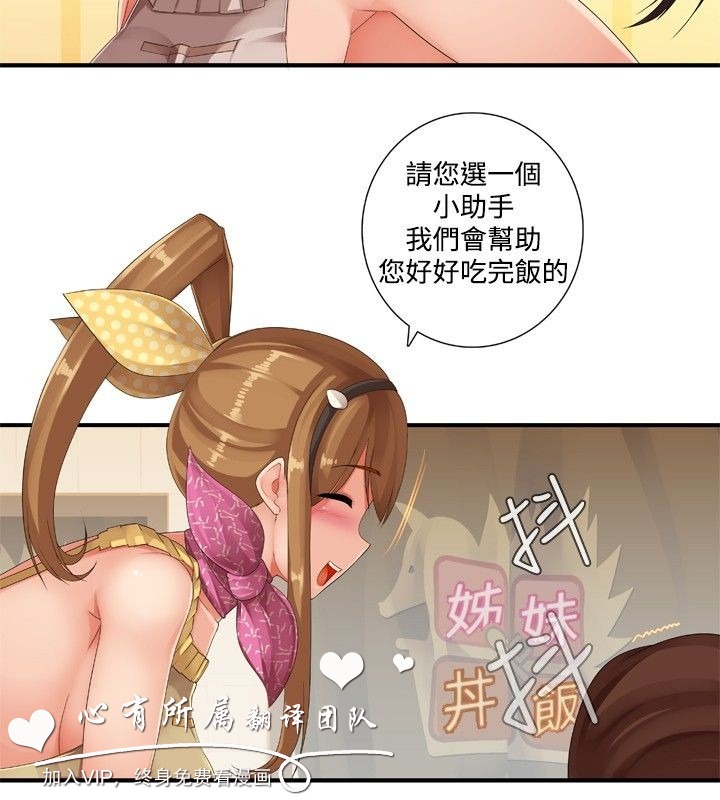 請您選一個
小助手
我們會幫助
您好好吃完飯的
抖
姊妹
丼飯
抖
心有所属翻译团队
加入VIP，终身免费看漫画